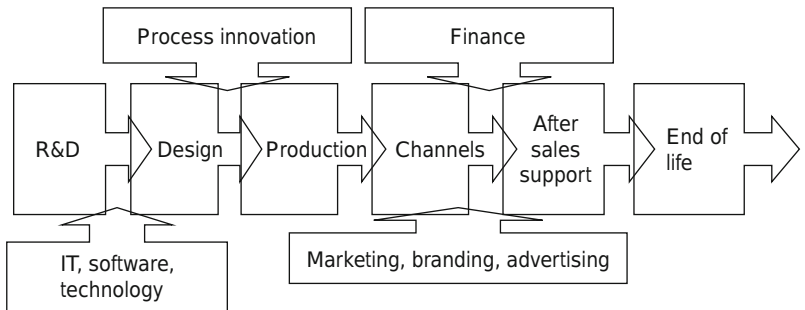 Process innovation
Finance
R&D
Design
Production
Channels
After
sales
support
End of
life
IT, software,
technology
Marketing, branding, advertising